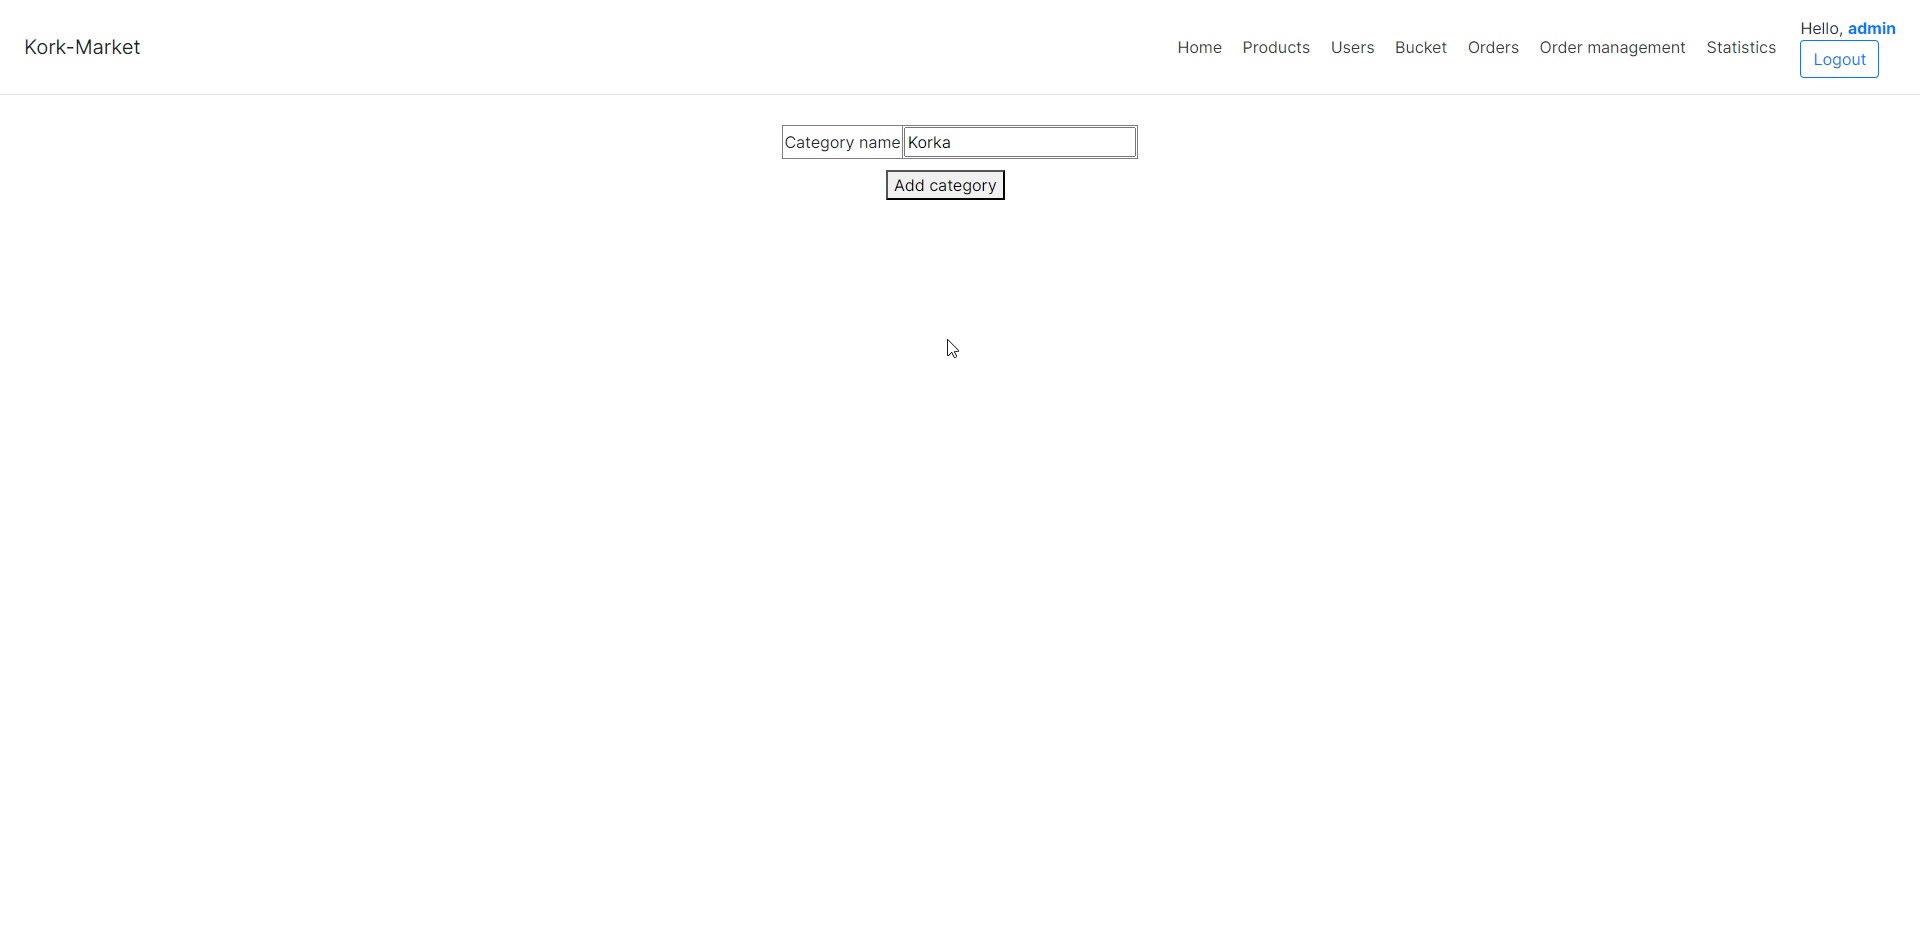 Kork-Market
Home Products Users Bucket Orders Order management Statistics
Hello, admin
Logout
Category name Korka
Add category